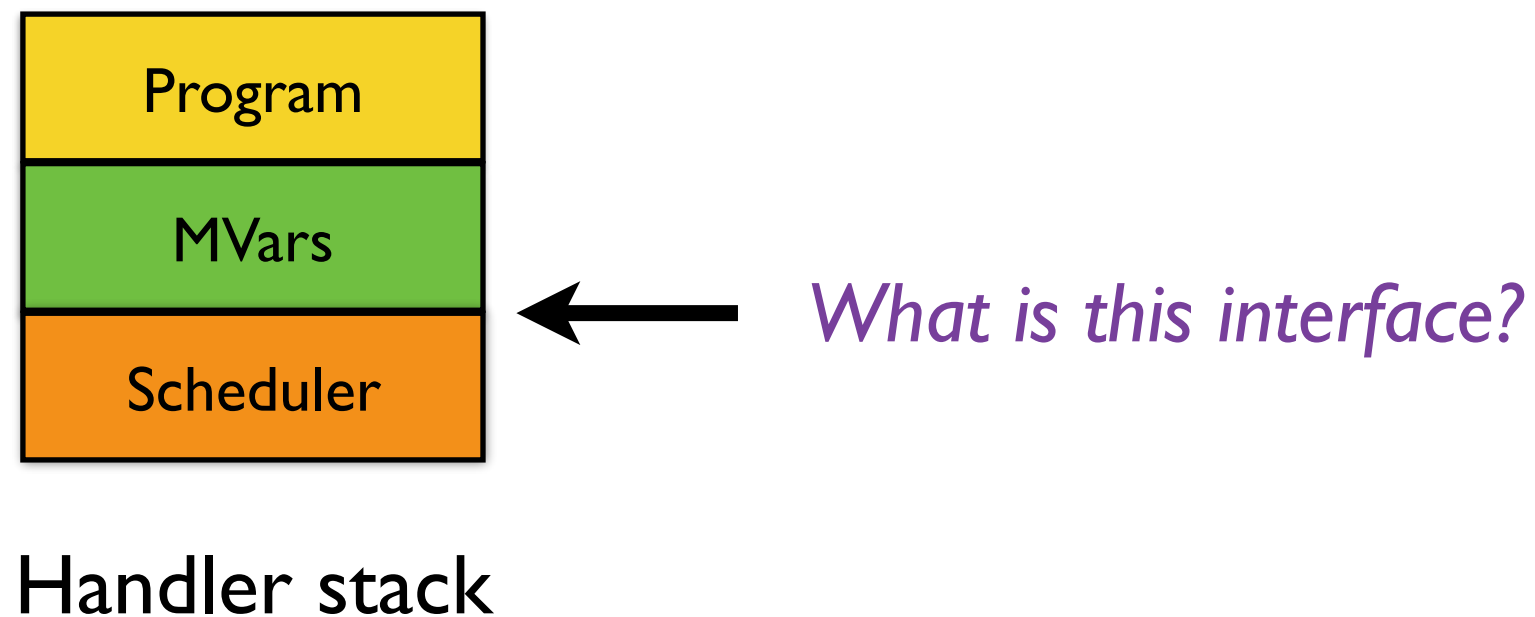 Program
MVars
What is this interface?
Scheduler
Handler stack